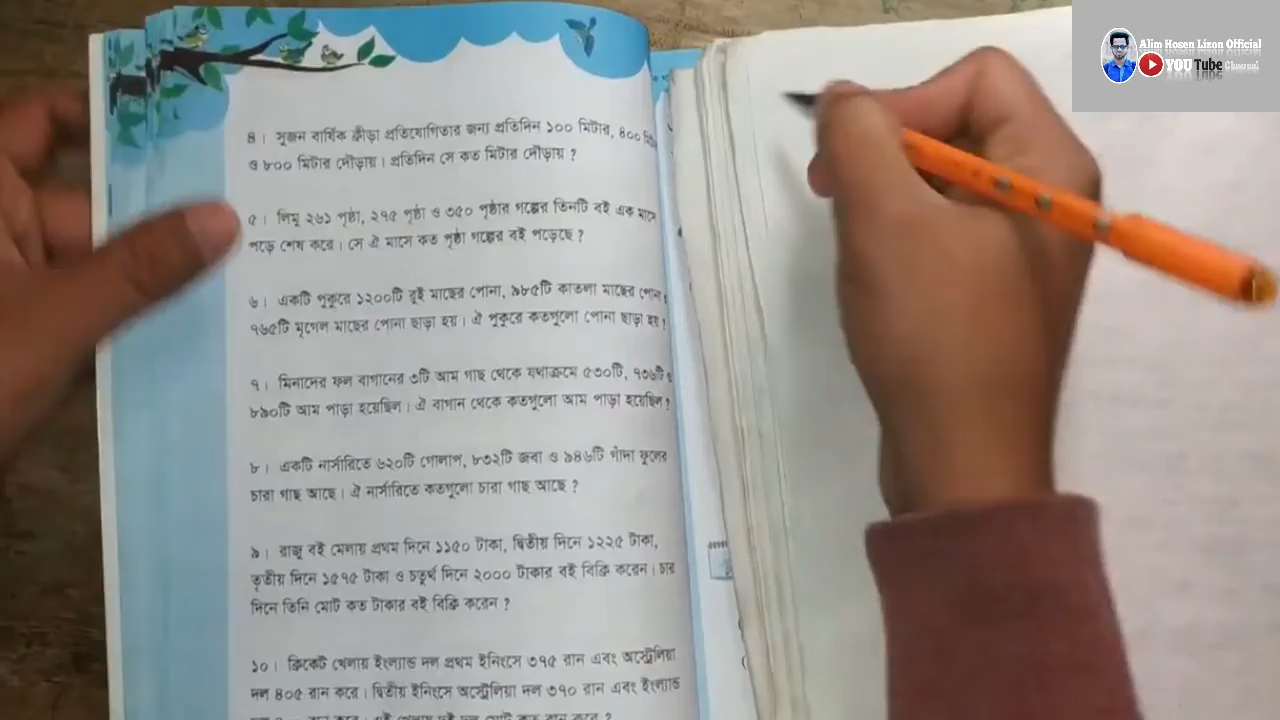 Alim Hosen Lizon Official
YOU Tube Channel
৪। সুজন বার্ষিক ক্রীড়া প্রতিযোগিতার জন্য প্রতিদিন ১০০ মিটার, ৪০০
ও ৮০০ মিটার দৌড়ায়। প্রতিদিন সে কত মিটার দৌড়ায় ?
৫। লিমু ২৬১ পৃষ্ঠা, ২৭৫ পৃষ্ঠা ও ৩৫০ পৃষ্ঠার গল্পের তিনটি বই এক মাসে
পড়ে শেষ করে। সে ঐ মাসে কত পৃষ্ঠা গল্পের বই পড়েছে ?
৬। একটি পুকুরে ১২০০টি রুই মাছের পোনা, ৯৮৫টি কাতলা মাছের পোনা
৭৬৫টি মৃগেল মাছের পোনা ছাড়া হয়। ঐ পুকুরে কতগুলো পোনা ছাড়া হয় ?
৭। মিনাদের ফল বাগানের ৩টি আম গাছ থেকে যথাক্রমে ৫৩০টি, ৭৩৬টি ও
৮৯০টি আম পাড়া হয়েছিল। ঐ বাগান থেকে কতগুলো আম পাড়া হয়েছিল ?
৮। একটি নার্সারিতে ৬২০টি গোলাপ, ৮৩২টি জবা ও ৯৪৬টি গাঁদা ফুলের
চারা গাছ আছে। ঐ নার্সারিতে কতগুলো চারা গাছ আছে ?
৯। রাজু বই মেলায় প্রথম দিনে ১১৫০ টাকা, দ্বিতীয় দিনে ১২২৫ টাকা,
তৃতীয় দিনে ১৫৭৫ টাকা ও চতুর্থ দিনে ২০০০ টাকার বই বিক্রি করেন। চার
দিনে তিনি মোট কত টাকার বই বিক্রি করেন ?
১০। ক্রিকেট খেলায় ইংল্যান্ড দল প্রথম ইনিংসে ৩৭৫ রান এবং অস্ট্রেলিয়া
দল ৪০৫ রান করে। দ্বিতীয় ইনিংসে অস্ট্রেলিয়া দল ৩৭০ রান এবং ইংল্যান্ড